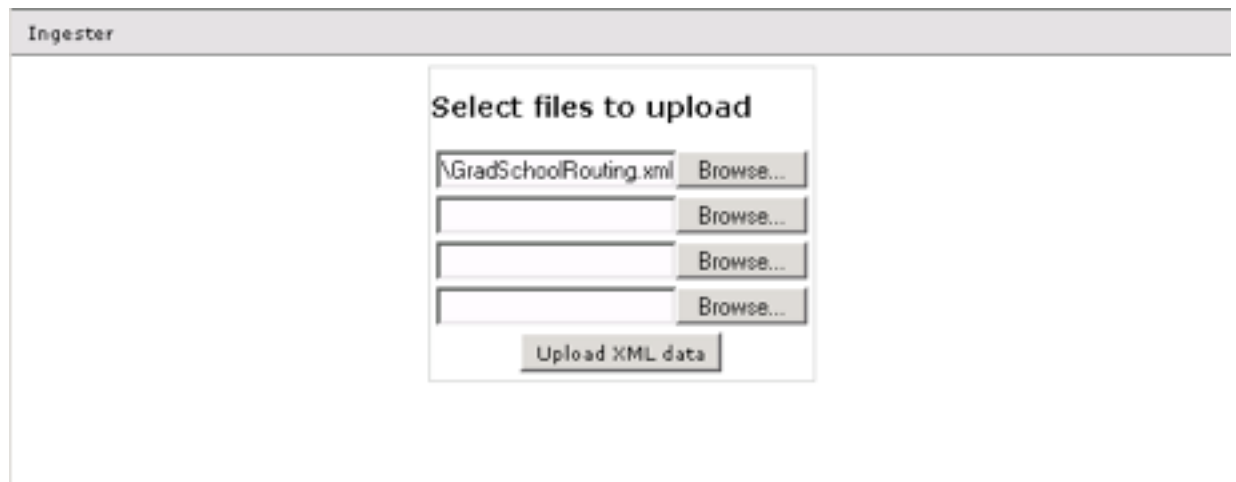 Ingester
Select files to upload
\GradSchoolRouting.xml Browse...
Browse...
Browse...
Browse...
Upload XML data